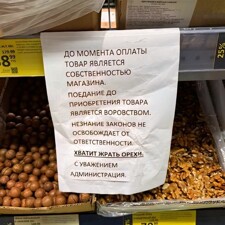 ДО МОМЕНТА ОПЛАТЫ
ТОВАР ЯВЛЯЕТСЯ
СОБСТВЕННОСТЬЮ
МАГАЗИНА.
ПОЕДАНИЕ ДО
ПРИОБРЕТЕНИЯ ТОВАРА
ЯВЛЯЕТСЯ ВОРОВСТВОМ.
НЕЗНАНИЕ ЗАКОНОВ НЕ
ОСВОБОЖДАЕТ ОТ
ОТВЕТСТВЕННОСТИ.
ХВАТИТ ЖРАТЬ ОРЕХИ.
С УВАЖЕНИЕМ
АДМИНИСТРАЦИЯ.
25%